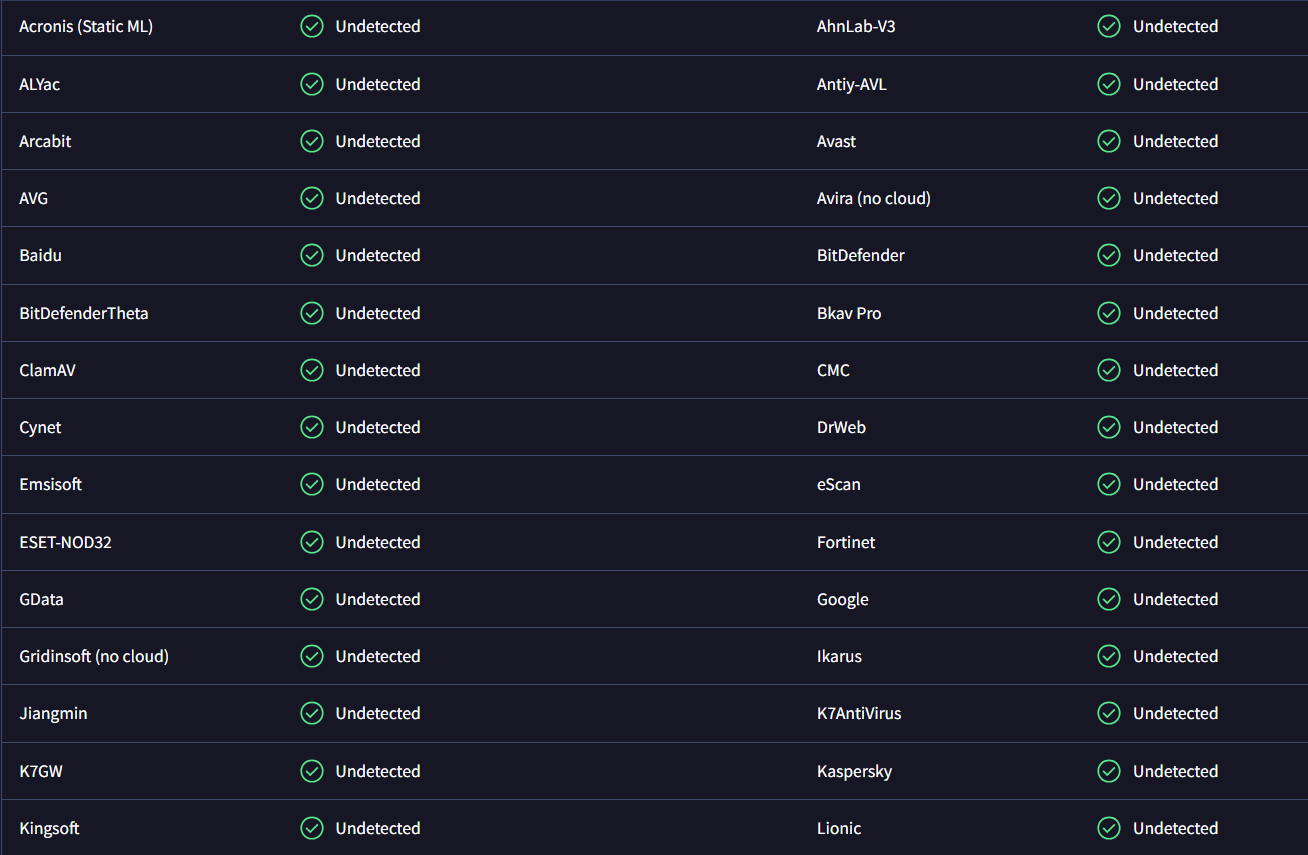 Acronis (Static ML) Undetected AhnLab-V3 Undetected
ALYac Undetected Antiy-AVL Undetected
Arcabit Undetected Avast Undetected
AVG Undetected Avira (no cloud) Undetected
Baidu Undetected BitDefender Undetected
BitDefenderTheta Undetected Bkav Pro Undetected
ClamAV Undetected CMC Undetected
Cynet Undetected DrWeb Undetected
Emsisoft Undetected eScan Undetected
ESET-NOD32 Undetected Fortinet Undetected
GData Undetected Google Undetected
Gridinsoft (no cloud) Undetected Ikarus Undetected
Jiangmin Undetected K7AntiVirus Undetected
K7GW Undetected Kaspersky Undetected
Kingsoft Undetected Lionic Undetected